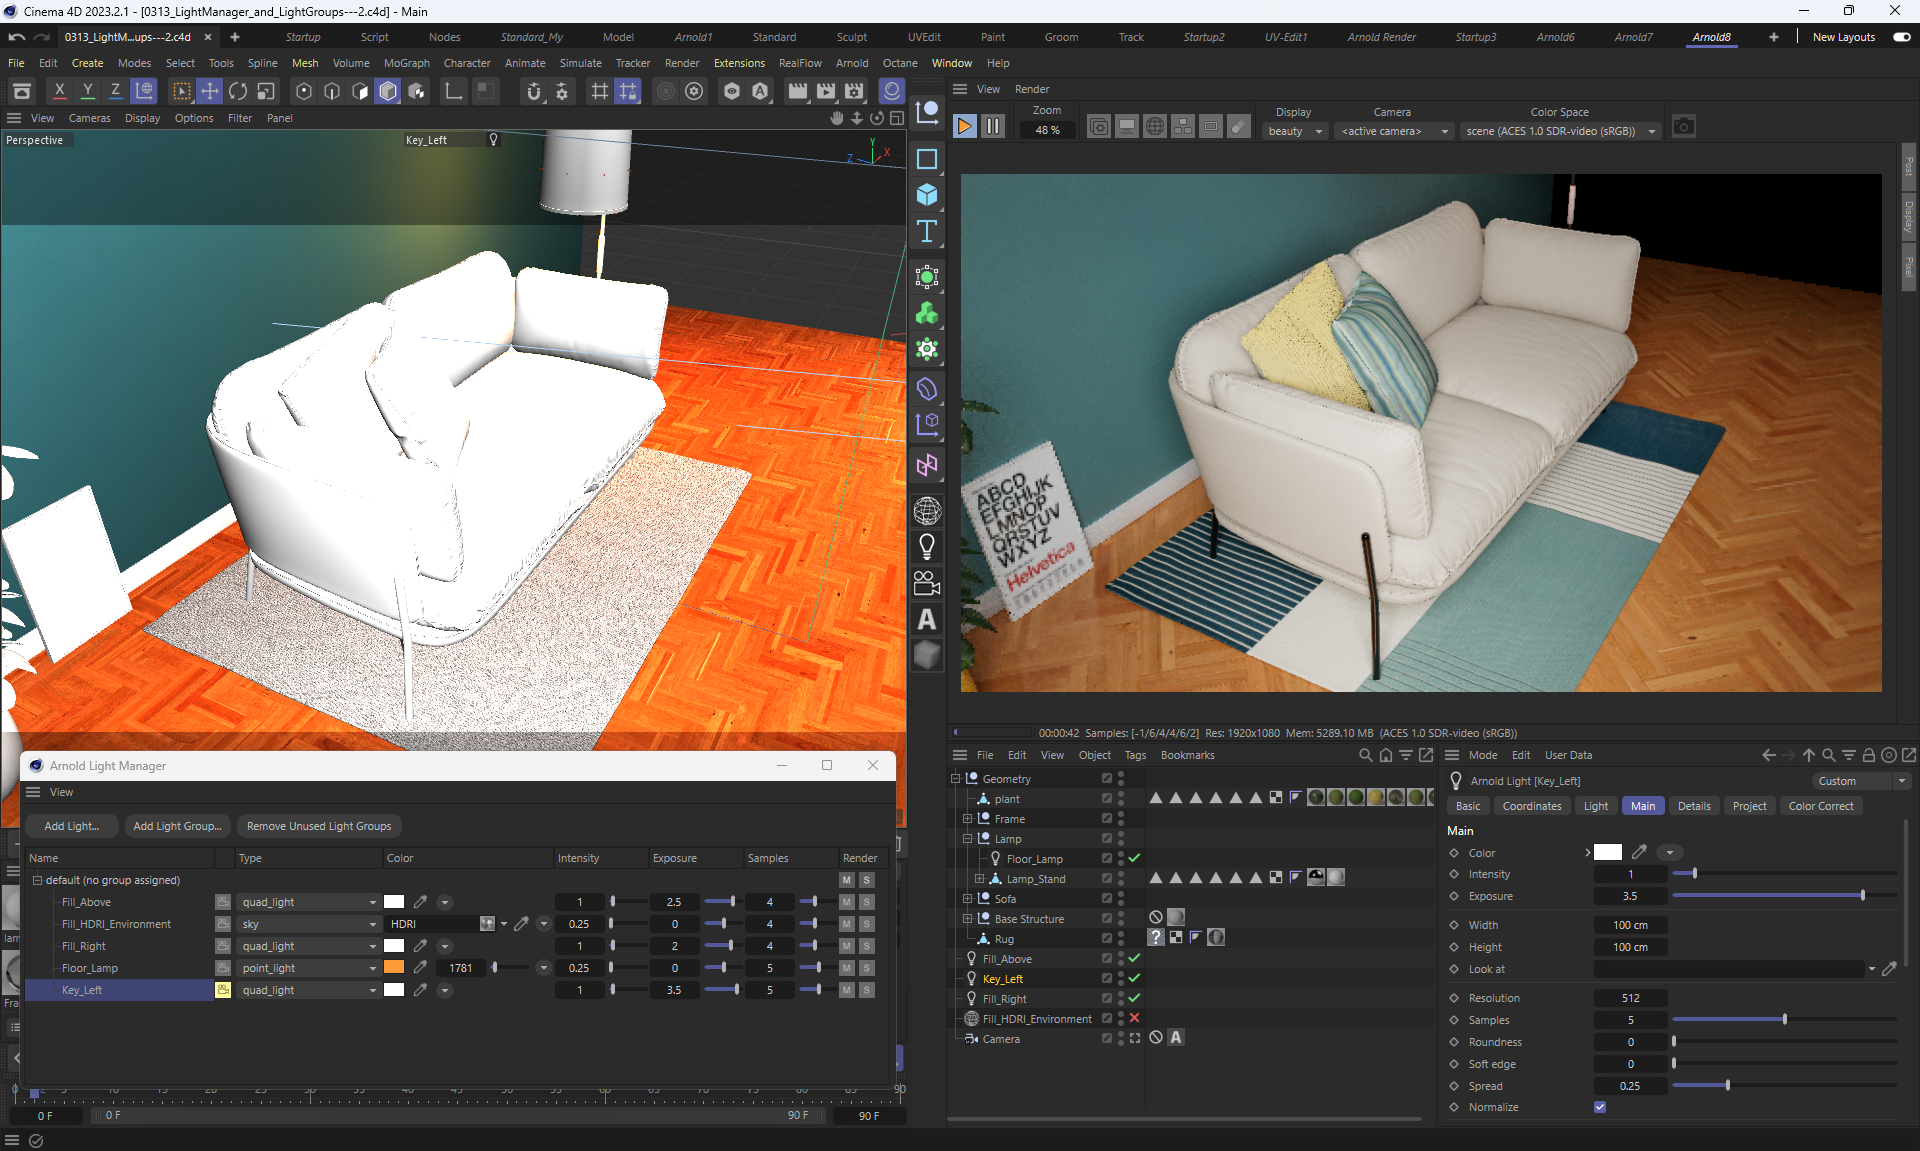 Cinema 4D 2023.2.1 - [0313_LightManager_and_LightGroups---2.c4d] - Main
0313_LightM...ups---2.c4d Startup Script Nodes Standard_My Model Arnold1 Standard Sculpt UVEdit Paint Groom Track Startup2 UV-Edit1 Arnold Render Startup3 Arnold6 Arnold7 Arnold8 New Layouts
File Edit Create Modes Select Tools Spline Mesh Volume MoGraph Character Animate Simulate Tracker Render Extensions RealFlow Arnold Octane Window Help
X Y Z
View Cameras Display Options Filter Panel
Perspective
Key_Left
Y
X
Z
View Render
Zoom Display Camera Color Space
48 % beauty <active camera> scene (ACES 1.0 SDR-video (sRGB))
Post
Display
Pixel
ABCD
EFGHIJK
LMNOP
QRSTUV
WXYZ
Helvetica
00:00:42 Samples: [-1/6/4/4/6/2] Res: 1920x1080 Mem: 5289.10 MB (ACES 1.0 SDR-video (sRGB))
Arnold Light Manager
View
Add Light... Add Light Group... Remove Unused Light Groups
Name Type Color Intensity Exposure Samples Render
default (no group assigned) M S
Fill_Above quad_light 1 2.5 4 M S
Fill_HDRI_Environment sky HDRI 0.25 0 4 M S
Fill_Right quad_light 1 2 4 M S
Floor_Lamp point_light 1781 0.25 0 5 M S
Key_Left quad_light 1 3.5 5 M S
0 F 0 F 90 F 90 F
File Edit View Object Tags Bookmarks
Geometry
plant
Frame
Lamp
Floor_Lamp
Lamp_Stand
Sofa
Base Structure
Rug
Fill_Above
Key_Left
Fill_Right
Fill_HDRI_Environment
Camera
Mode Edit User Data
Arnold Light [Key_Left] Custom
Basic Coordinates Light Main Details Project Color Correct
Main
Color
Intensity 1
Exposure 3.5
Width 100 cm
Height 100 cm
Look at
Resolution 512
Samples 5
Roundness 0
Soft edge 0
Spread 0.25
Normalize